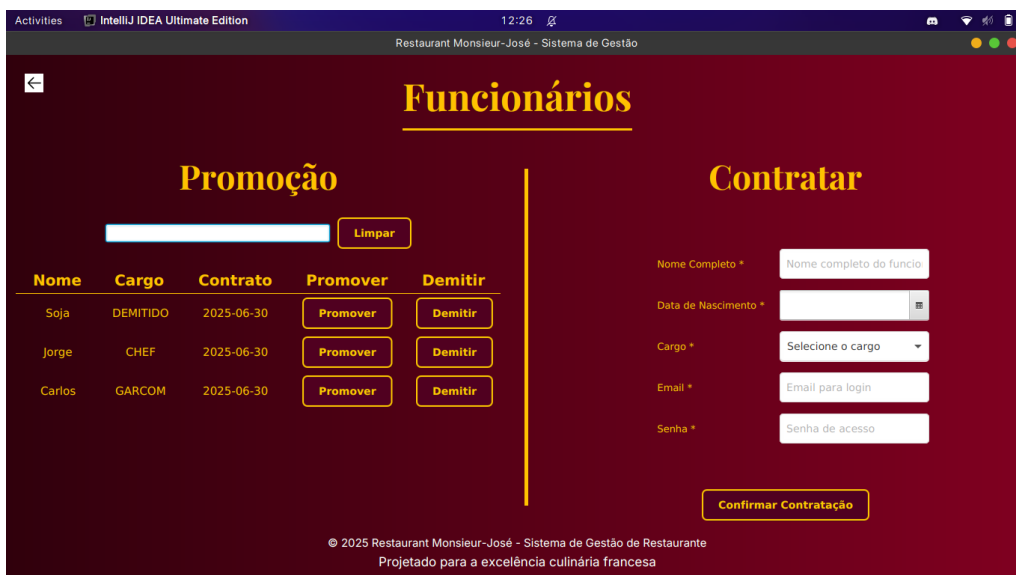 Activities IntelliJ IDEA Ultimate Edition 12:26
Restaurant Monsieur-José - Sistema de Gestão
Funcionários
Promoção
Limpar
Nome Cargo Contrato Promover Demitir
Soja DEMITIDO 2025-06-30 Promover Demitir
Jorge CHEF 2025-06-30 Promover Demitir
Carlos GARCOM 2025-06-30 Promover Demitir
Contratar
Nome Completo * Nome completo do funcio
Data de Nascimento *
Cargo * Selecione o cargo
Email * Email para login
Senha * Senha de acesso
Confirmar Contratação
© 2025 Restaurant Monsieur-José - Sistema de Gestão de Restaurante
Projetado para a excelência culinária francesa